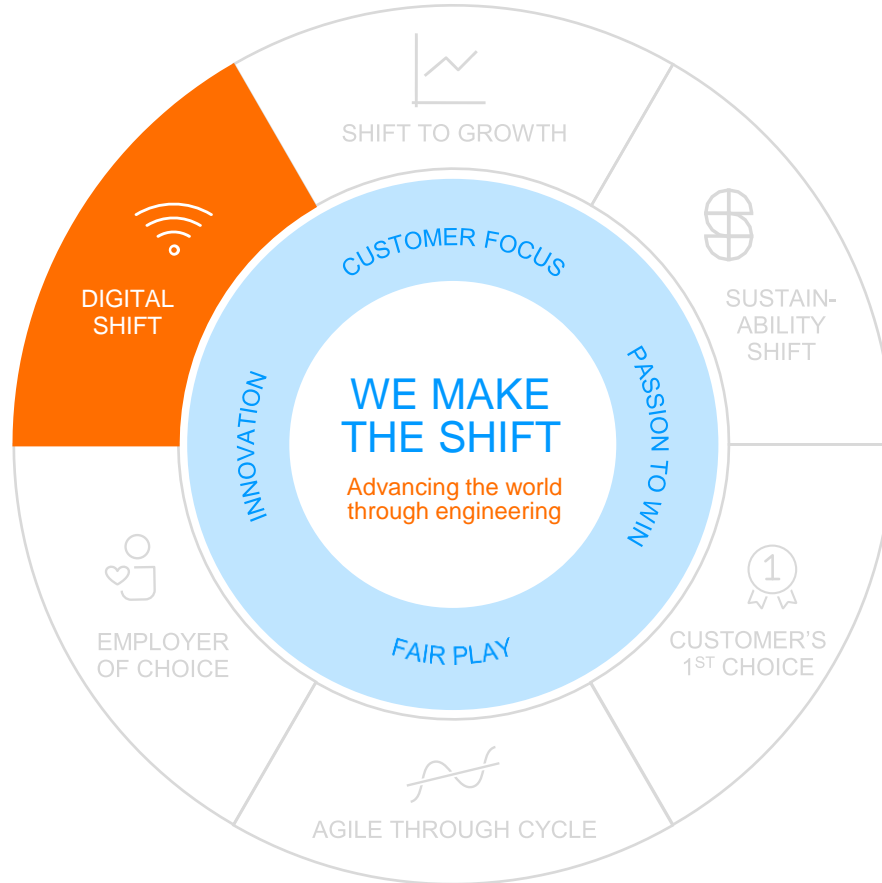 SHIFT TO GROWTH
DIGITAL
SHIFT
SUSTAIN-
ABILITY
SHIFT
CUSTOMER FOCUS
INNOVATION
PASSION TO WIN
FAIR PLAY
WE MAKE
THE SHIFT
Advancing the world
through engineering
EMPLOYER
OF CHOICE
1
CUSTOMER'S
1ST CHOICE
AGILE THROUGH CYCLE